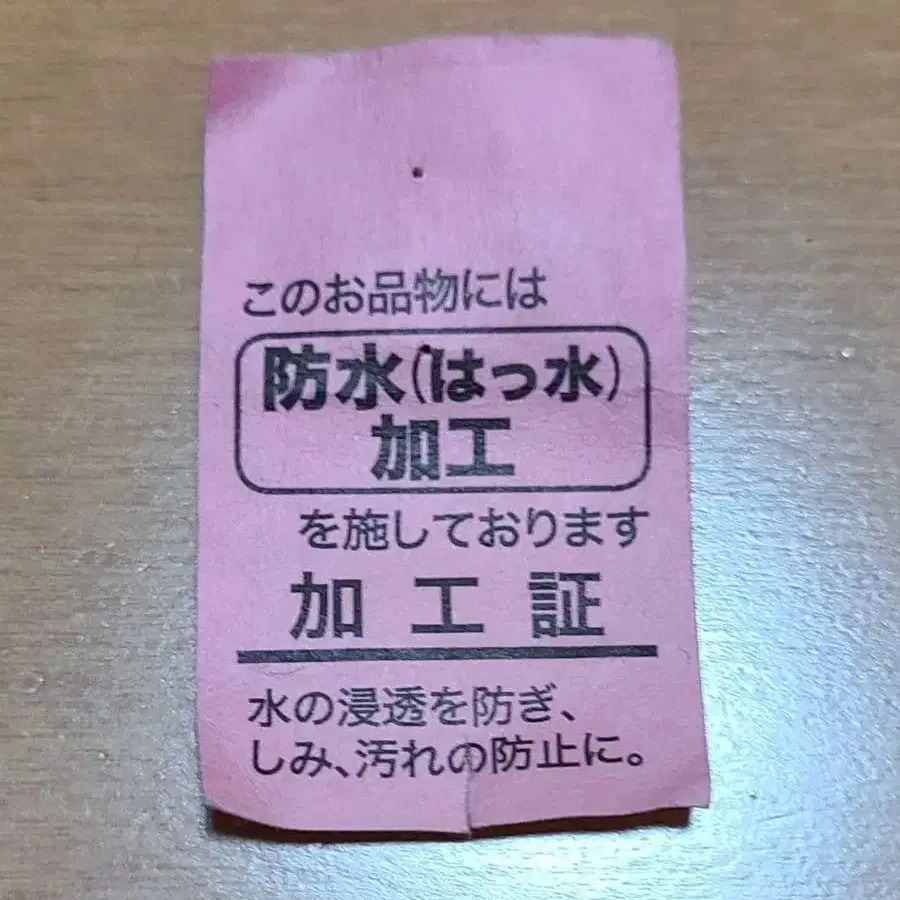 このお品物には
防水(はっ水)
加工
を施しております
加工証
水の浸透を防ぎ、
しみ、汚れの防止に。